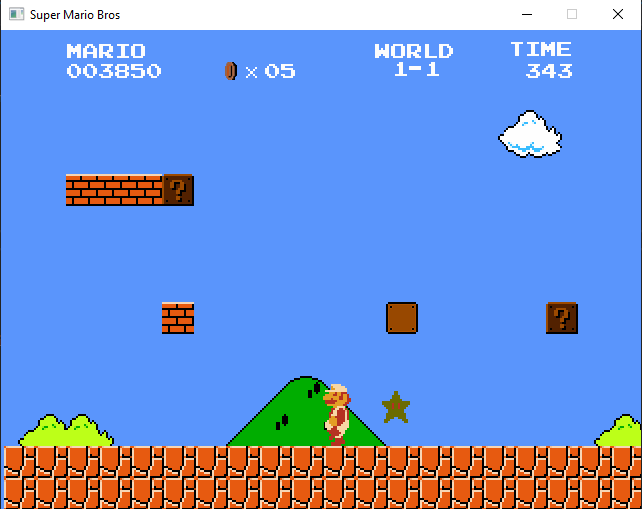 Super Mario Bros
MARIO WORLD TIME
003850 x 05 1-1 343
?
?